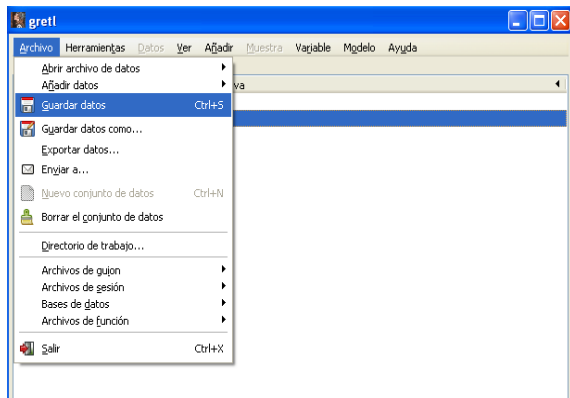 gretl
Archivo Herramientas Datos Ver Añadir Muestra Variable Modelo Ayuda
Abrir archivo de datos
Añadir datos
va
Guardar datos Ctrl+S
Guardar datos como...
Exportar datos...
Enviar a...
Nuevo conjunto de datos Ctrl+N
Borrar el conjunto de datos
Directorio de trabajo...
Archivos de guion
Archivos de sesión
Bases de datos
Archivos de función
Salir Ctrl+X